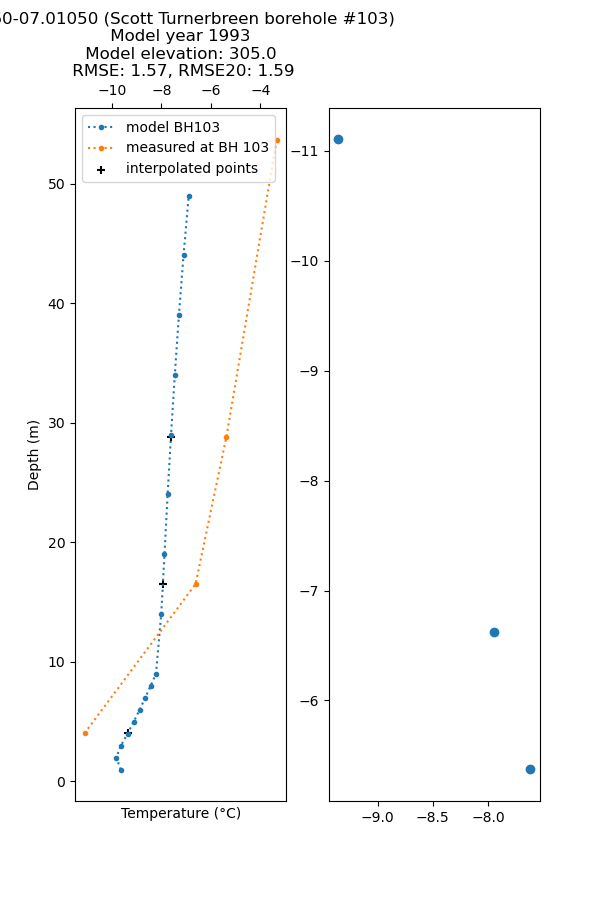 60-07.01050 (Scott Turnerbreen borehole #103)
Model year 1993
Model elevation: 305.0
RMSE: 1.57, RMSE20: 1.59
−10 −8 −6 −4
model BH103
measured at BH 103
interpolated points
50
40
30
20
10
0
Depth (m)
Temperature (°C)
−11
−10
−9
−8
−7
−6
−9.0 −8.5 −8.0